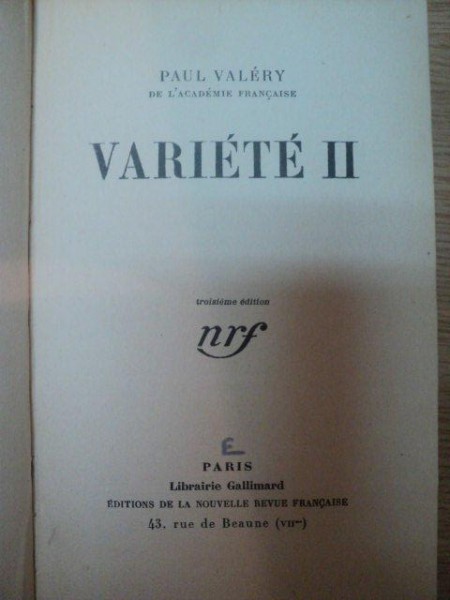 PAUL VALÉRY
DE L'ACADÉMIE FRANÇAISE
VARIÉTÉ II
troisième édition
nrf
E
PARIS
Librairie Gallimard
ÉDITIONS DE LA NOUVELLE REVUE FRANÇAISE
43. rue de Beaune (VIIme)